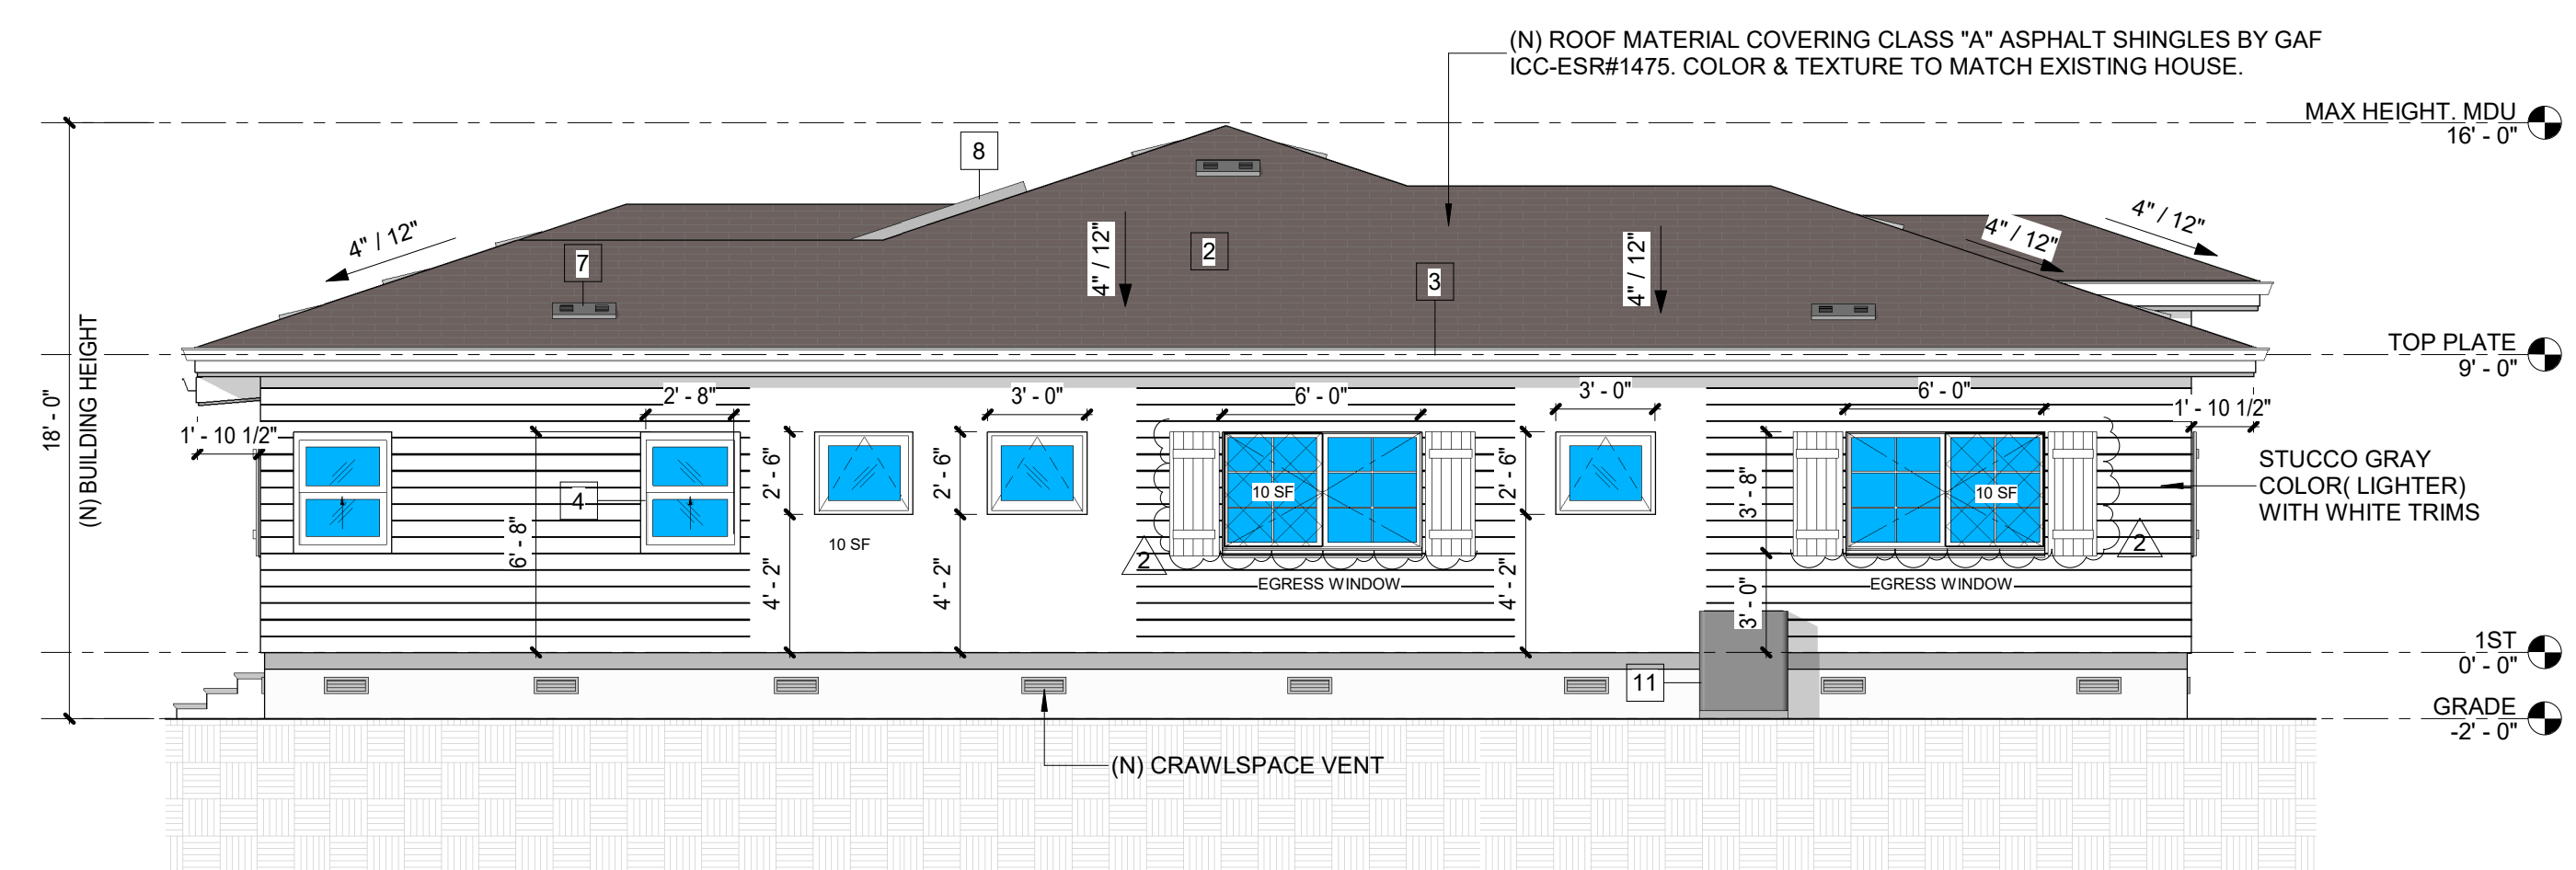 (N) ROOF MATERIAL COVERING CLASS "A" ASPHALT SHINGLES BY GAF
ICC-ESR#1475. COLOR & TEXTURE TO MATCH EXISTING HOUSE.
MAX HEIGHT. MDU
16' - 0"
8
4" / 12"
7
4" / 12"
2
3
4" / 12"
4" / 12"
4" / 12"
TOP PLATE
9' - 0"
18' - 0"
(N) BUILDING HEIGHT
1' - 10 1/2"
2' - 8"
3' - 0"
6' - 0"
3' - 0"
6' - 0"
1' - 10 1/2"
4
6' - 8"
2' - 6"
10 SF
4' - 2"
2' - 6"
4' - 2"
10 SF
2
EGRESS WINDOW
2' - 6"
4' - 2"
3' - 8"
10 SF
2
EGRESS WINDOW
3' - 0"
STUCCO GRAY
COLOR( LIGHTER)
WITH WHITE TRIMS
1ST
0' - 0"
11
GRADE
-2' - 0"
(N) CRAWLSPACE VENT